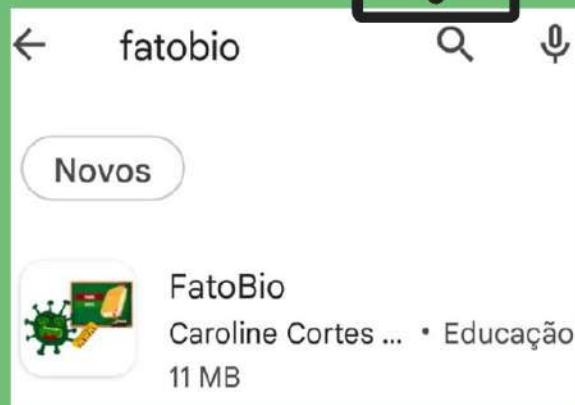 fatobio
Novos
FatoBio
Caroline Cortes ... • Educação
11 MB